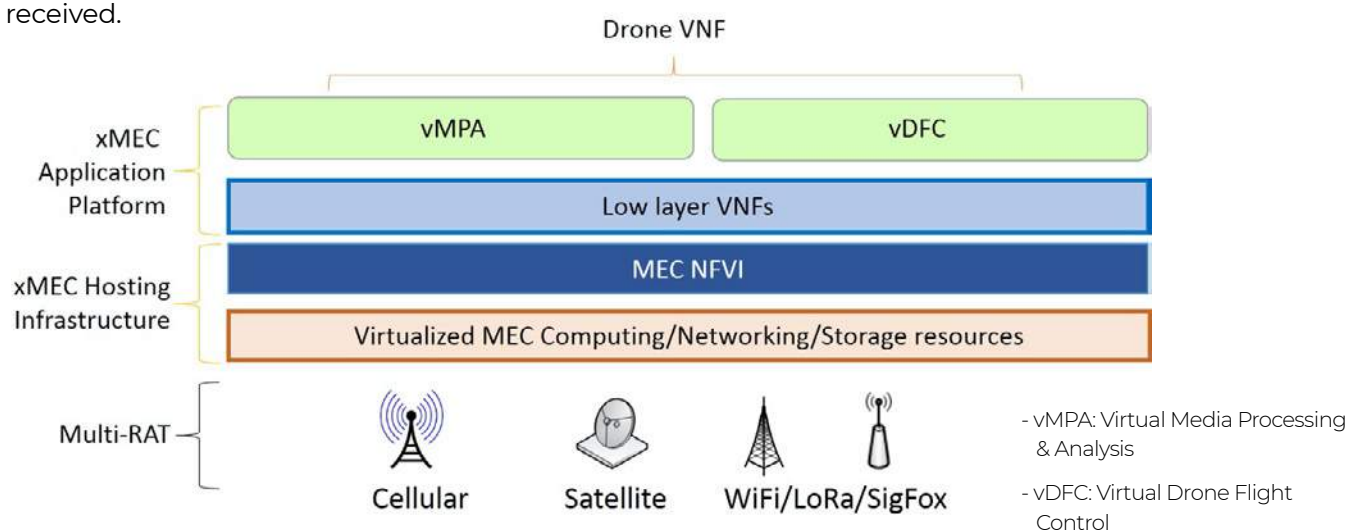 received.
Drone VNF
xMEC
Application
Platform
vMPA
vDFC
Low layer VNFs
xMEC Hosting
Infrastructure
MEC NFVI
Virtualized MEC Computing/Networking/Storage resources
Multi-RAT
Cellular
Satellite
WiFi/LoRa/SigFox
- vMPA: Virtual Media Processing
& Analysis
- vDFC: Virtual Drone Flight
Control